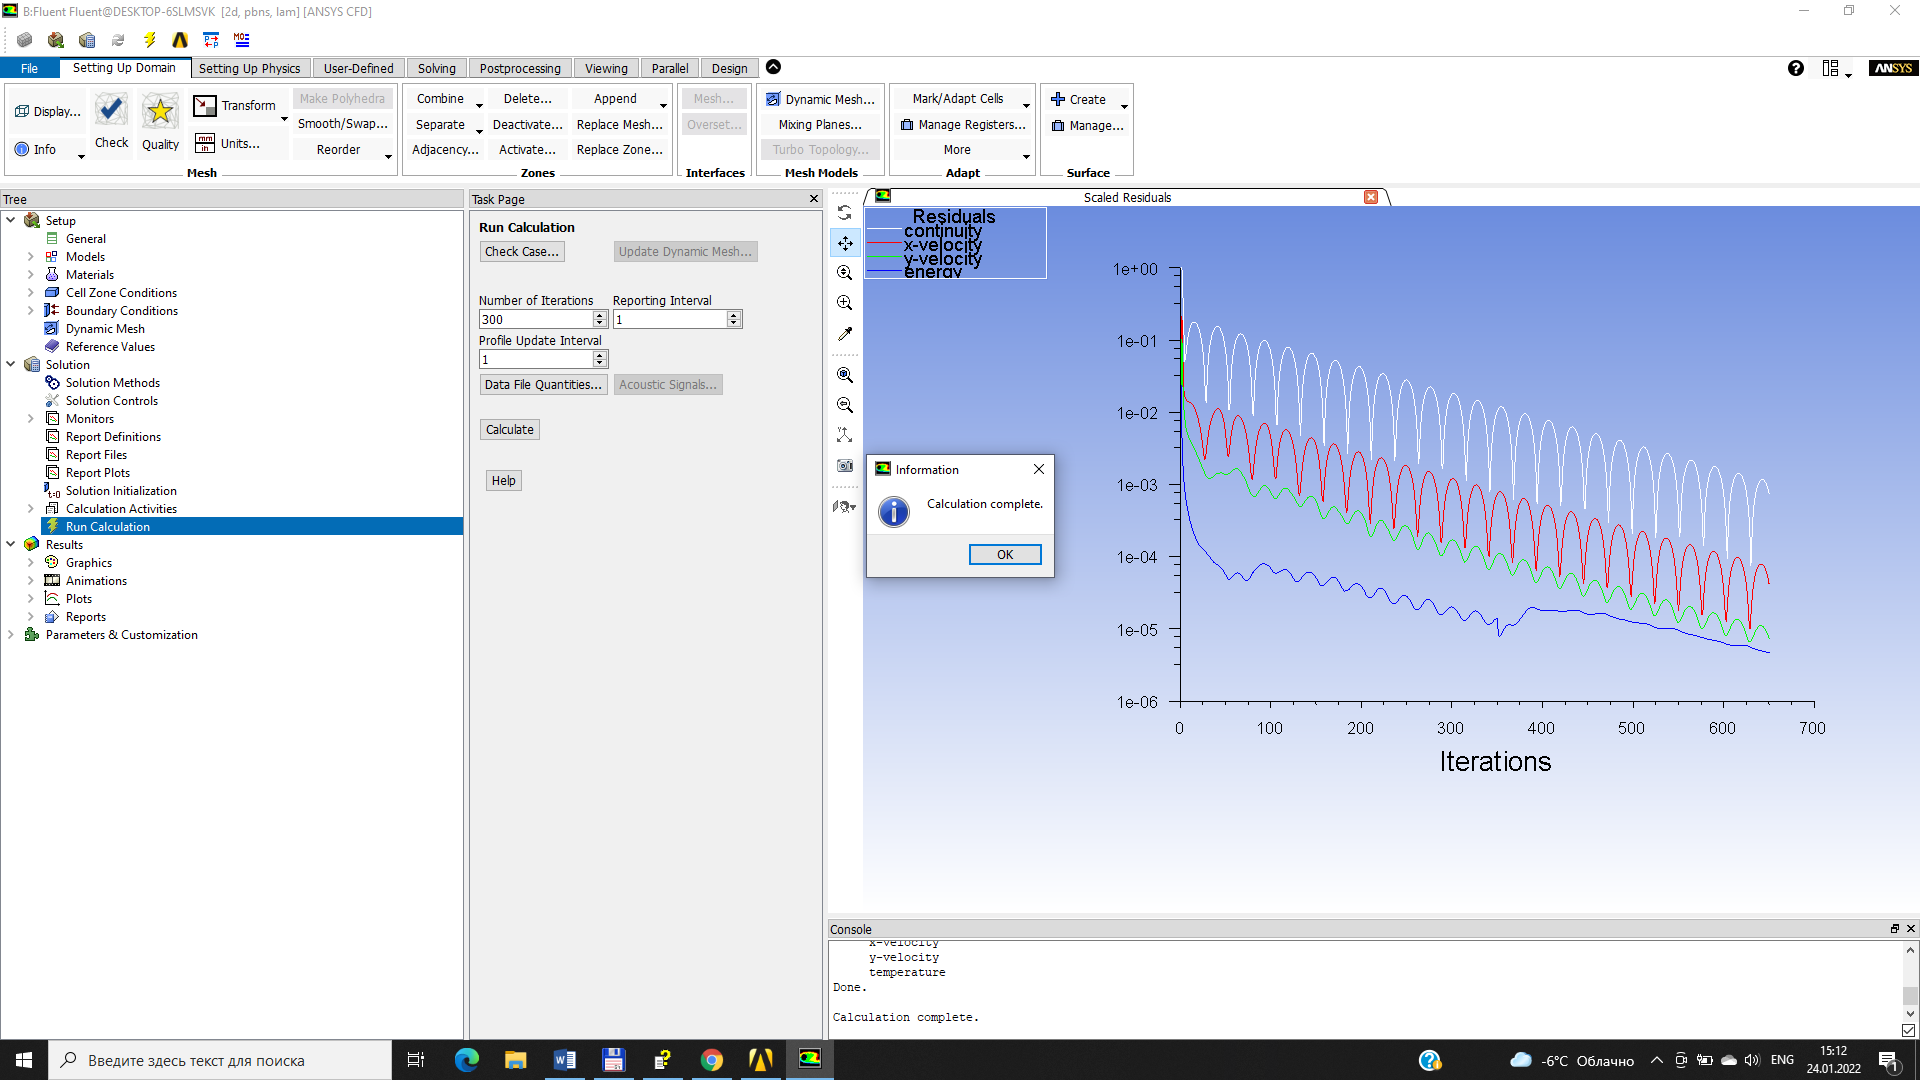 B:Fluent Fluent@DESKTOP-6SLMSVK [2d, pbns, lam] [ANSYS CFD]
File Setting Up Domain Setting Up Physics User-Defined Solving Postprocessing Viewing Parallel Design
ANSYS
Display...
Info
Check
Quality
Transform
Units...
Make Polyhedra
Smooth/Swap...
Reorder
Mesh
Combine
Separate
Adjacency...
Delete...
Deactivate...
Activate...
Append
Replace Mesh...
Replace Zone...
Zones
Mesh...
Overset...
Interfaces
Dynamic Mesh...
Mixing Planes...
Turbo Topology...
Mesh Models
Mark/Adapt Cells
Manage Registers...
More
Adapt
Create
Manage...
Surface
Tree
Setup
General
Models
Materials
Cell Zone Conditions
Boundary Conditions
Dynamic Mesh
Reference Values
Solution
Solution Methods
Solution Controls
Monitors
Report Definitions
Report Files
Report Plots
Solution Initialization
Calculation Activities
Run Calculation
Results
Graphics
Animations
Plots
Reports
Parameters & Customization
Task Page
Run Calculation
Check Case... Update Dynamic Mesh...
Number of Iterations Reporting Interval
300 1
Profile Update Interval
1
Data File Quantities... Acoustic Signals...
Calculate
Help
Scaled Residuals
Residuals
continuity
x-velocity
y-velocity
energy
1e+00
1e-01
1e-02
1e-03
1e-04
1e-05
1e-06
0 100 200 300 400 500 600 700
Iterations
Information
Calculation complete.
OK
Console
x-velocity
y-velocity
temperature
Done.
Calculation complete.
Введите здесь текст для поиска
-6°C Облачно
ENG
15:12
24.01.2022
1